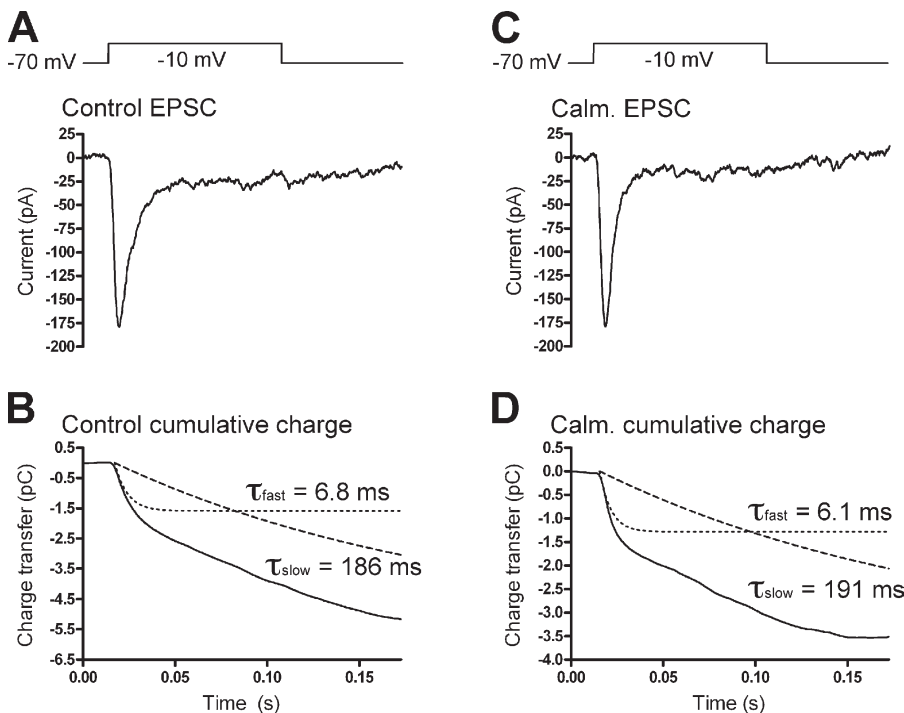 A
-70 mV
-10 mV
Control EPSC
Current (pA)
25
0
-25
-50
-75
-100
-125
-150
-175
-200
B
Control cumulative charge
Charge transfer (pC)
0.5
-0.5
-1.5
-2.5
-3.5
-4.5
-5.5
-6.5
τfast = 6.8 ms
τslow = 186 ms
0.00
0.05
0.10
0.15
Time (s)
C
-70 mV
-10 mV
Calm. EPSC
Current (pA)
25
0
-25
-50
-75
-100
-125
-150
-175
-200
D
Calm. cumulative charge
Charge transfer (pC)
0.5
0.0
-0.5
-1.0
-1.5
-2.0
-2.5
-3.0
-3.5
-4.0
τfast = 6.1 ms
τslow = 191 ms
0.00
0.05
0.10
0.15
Time (s)